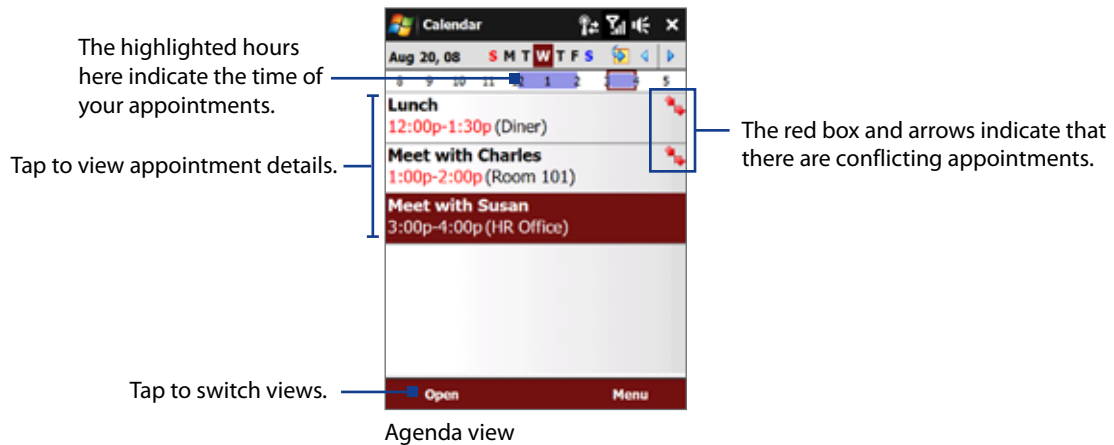 Calendar
Aug 20, 08 S M T W T F S
8 9 10 11 12 1 2 3 4 5
The highlighted hours
here indicate the time of
your appointments.
Lunch
12:00p-1:30p (Diner)
Tap to view appointment details.
Meet with Charles
1:00p-2:00p (Room 101)
Meet with Susan
3:00p-4:00p (HR Office)
The red box and arrows indicate that
there are conflicting appointments.
Tap to switch views.
Open Menu
Agenda view